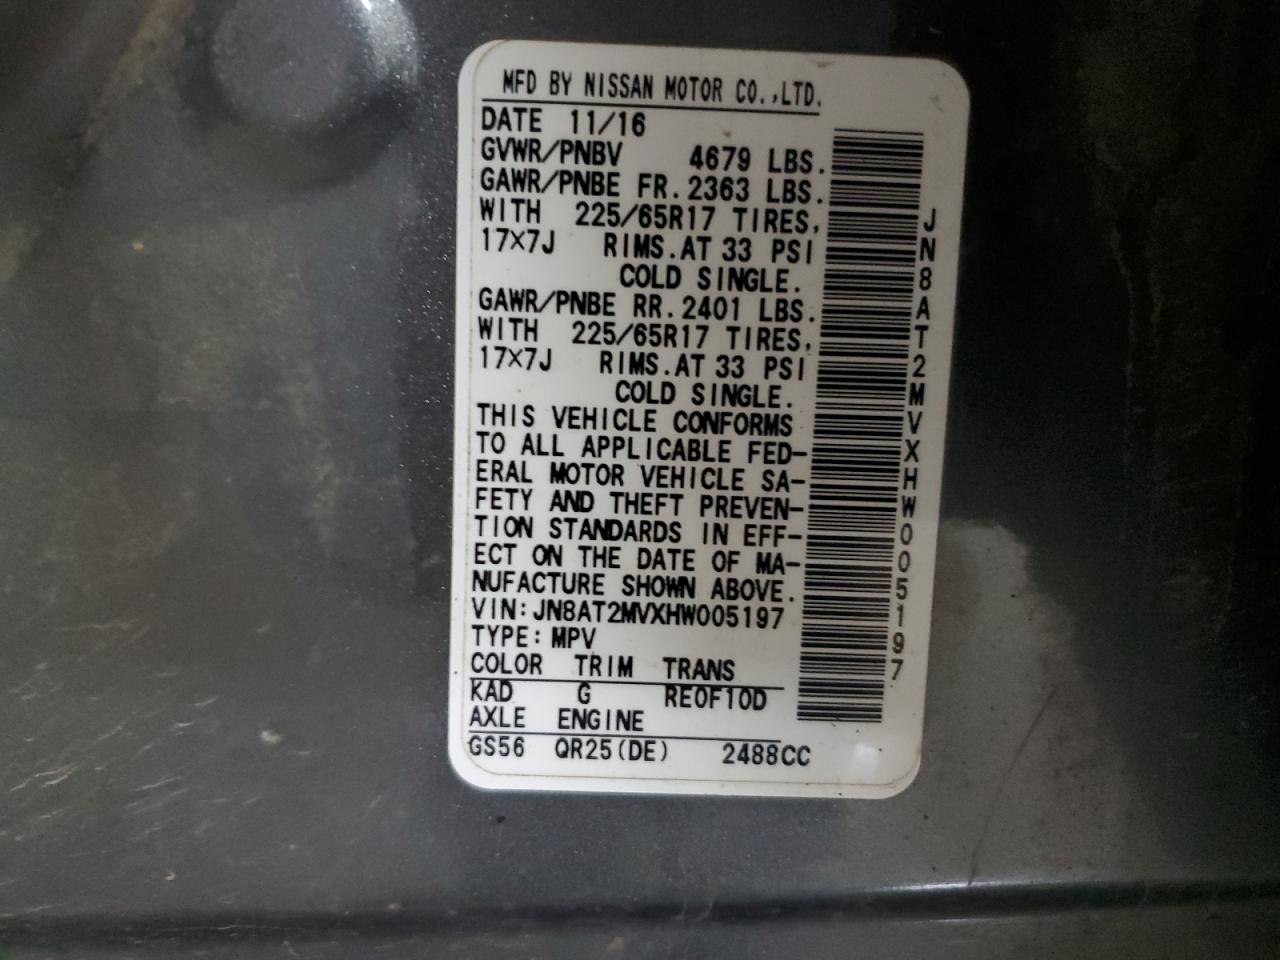 MFD BY NISSAN MOTOR CO.,LTD.
DATE 11/16
GVWR/PNBV 4679 LBS.
GAWR/PNBE FR. 2363 LBS.
WITH 225/65R17 TIRES,
17×7J RIMS. AT 33 PSI
COLD SINGLE.
GAWR/PNBE RR. 2401 LBS.
WITH 225/65R17 TIRES,
17×7J RIMS. AT 33 PSI
COLD SINGLE.
THIS VEHICLE CONFORMS
TO ALL APPLICABLE FED-
ERAL MOTOR VEHICLE SA-
FETY AND THEFT PREVEN-
TION STANDARDS IN EFF-
ECT ON THE DATE OF MA-
NUFACTURE SHOWN ABOVE.
VIN: JN8AT2MVXHW005197
TYPE: MPV
COLOR TRIM TRANS
KAD G RE0F10D
AXLE ENGINE
GS56 QR25(DE) 2488CC
JN8AT2MVXHW005197